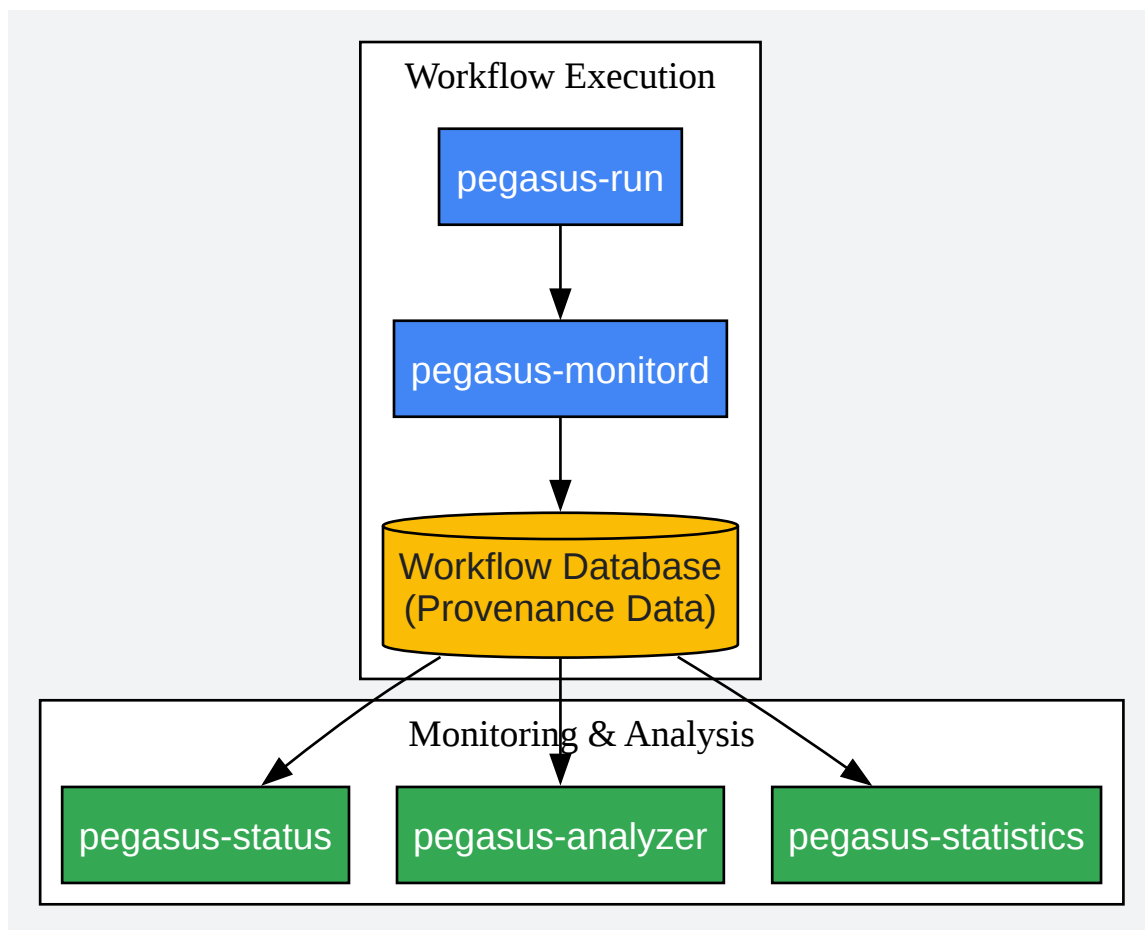 Workflow Execution
pegasus-run
pegasus-monitord
Workflow Database
(Provenance Data)
Monitoring & Analysis
pegasus-status
pegasus-analyzer
pegasus-statistics